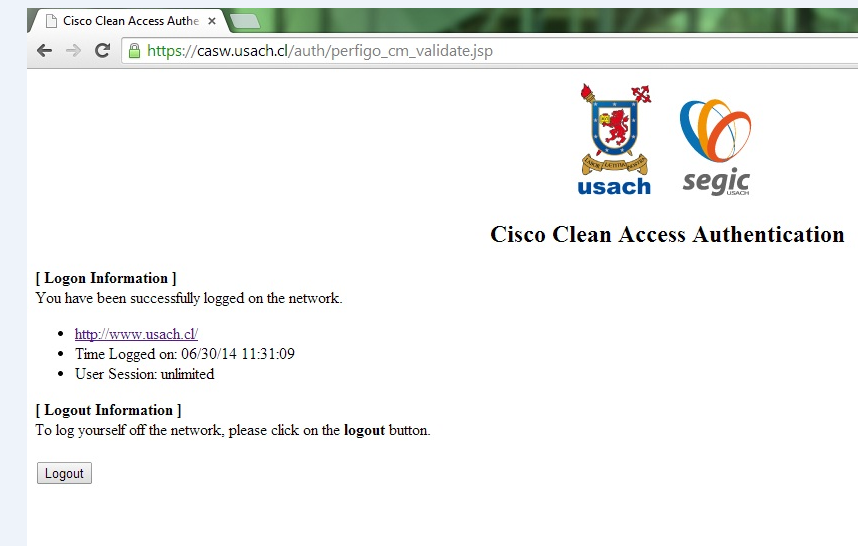 Cisco Clean Access Authe
https://casw.usach.cl/auth/perfigo_cm_validate.jsp
usach
segic
USACH
Cisco Clean Access Authentication
[ Logon Information ]
You have been successfully logged on the network.
http://www.usach.cl/
Time Logged on: 06/30/14 11:31:09
User Session: unlimited
[ Logout Information ]
To log yourself off the network, please click on the logout button.
Logout